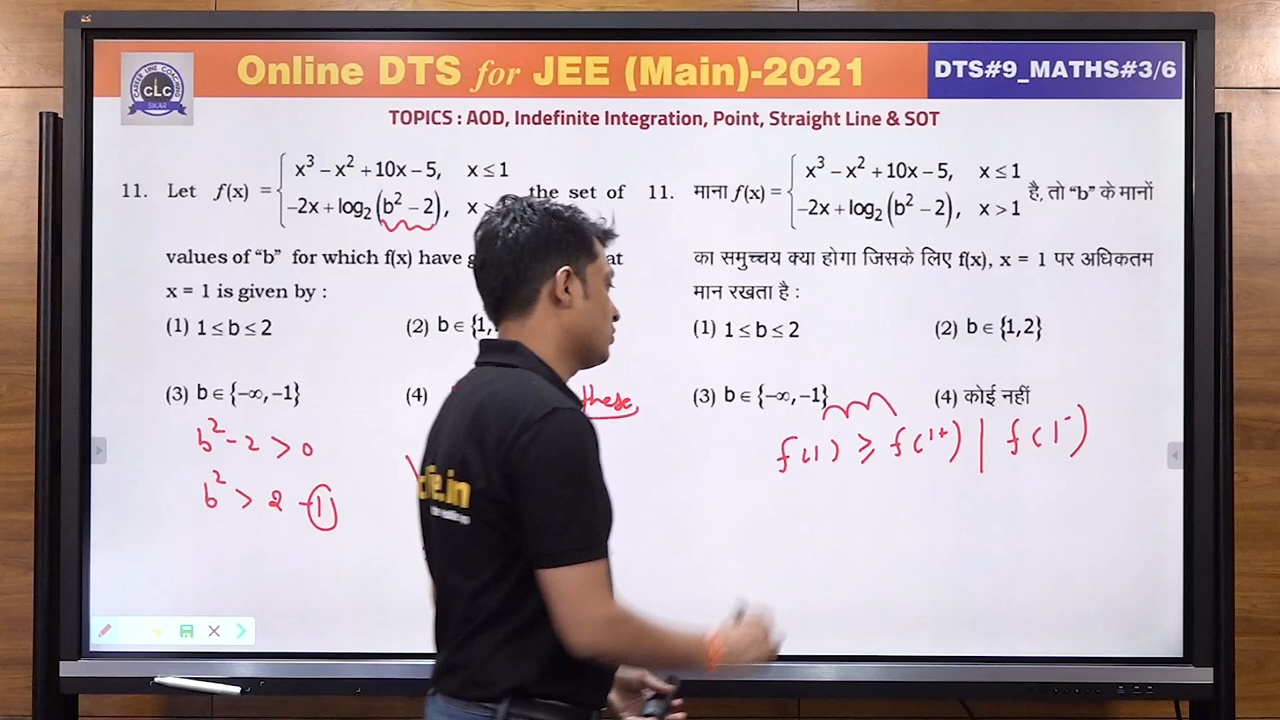 Online DTS for JEE (Main)-2021
DTS#9_MATHS#3/6
CLC
SIKAR
TOPICS : AOD, Indefinite Integration, Point, Straight Line & SOT
11. Let f(x) = { x³ − x² + 10x − 5, x ≤ 1
−2x + log₂(b² − 2), x the set of
values of "b" for which f(x) have at
x = 1 is given by :
(1) 1 ≤ b ≤ 2 (2) b ∈ {1,
(3) b ∈ {−∞, −1} (4) these
b² - 2 > 0
b² > 2 - 1
11. माना f(x) = { x³ − x² + 10x − 5, x ≤ 1
−2x + log₂(b² − 2), x > 1 है, तो "b" के मानों
का समुच्चय क्या होगा जिसके लिए f(x), x = 1 पर अधिकतम
मान रखता है :
(1) 1 ≤ b ≤ 2 (2) b ∈ {1,2}
(3) b ∈ {−∞, −1} (4) कोई नहीं
f(1) ≥ f(1⁺) | f(1⁻)
.in